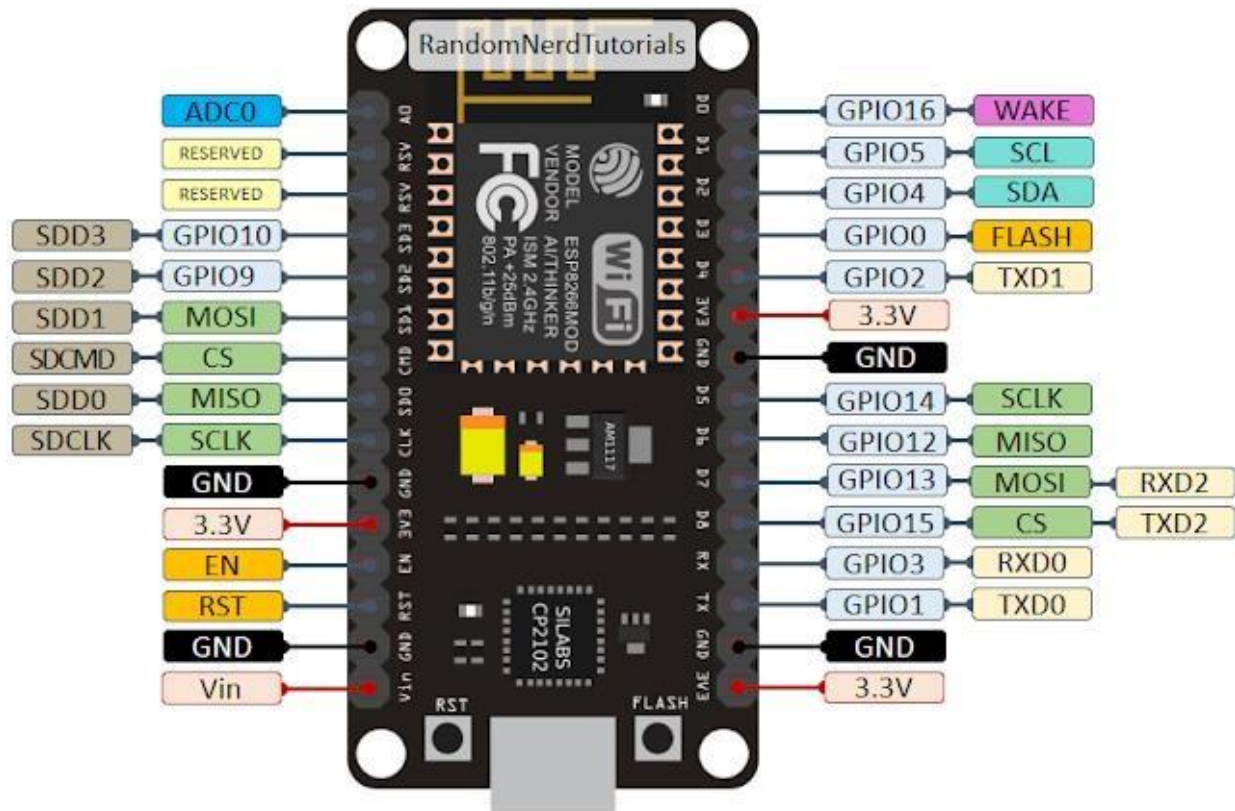 RandomNerdTutorials
ADC0
RESERVED
RESERVED
SDD3 GPIO10
SDD2 GPIO9
SDD1 MOSI
SDCMD CS
SDD0 MISO
SDCLK SCLK
GND
3.3V
EN
RST
GND
Vin
A0
RSV
RSV
SD3
SD2
SD1
CMD
SD0
CLK
GND
3V3
EN
RST
GND
Vin
MODEL
VENDOR
ESP8266MOD
AI/THINKER
ISM 2.4GHz
PA +25dBm
802.11b/g/n
FC
Wi Fi
AM1117
SILABS
CP2102
RST
FLASH
D0
D1
D2
D3
D4
3V3
GND
D5
D6
D7
D8
RX
TX
GND
3V3
GPIO16 WAKE
GPIO5 SCL
GPIO4 SDA
GPIO0 FLASH
GPIO2 TXD1
3.3V
GND
GPIO14 SCLK
GPIO12 MISO
GPIO13 MOSI RXD2
GPIO15 CS TXD2
GPIO3 RXD0
GPIO1 TXD0
GND
3.3V